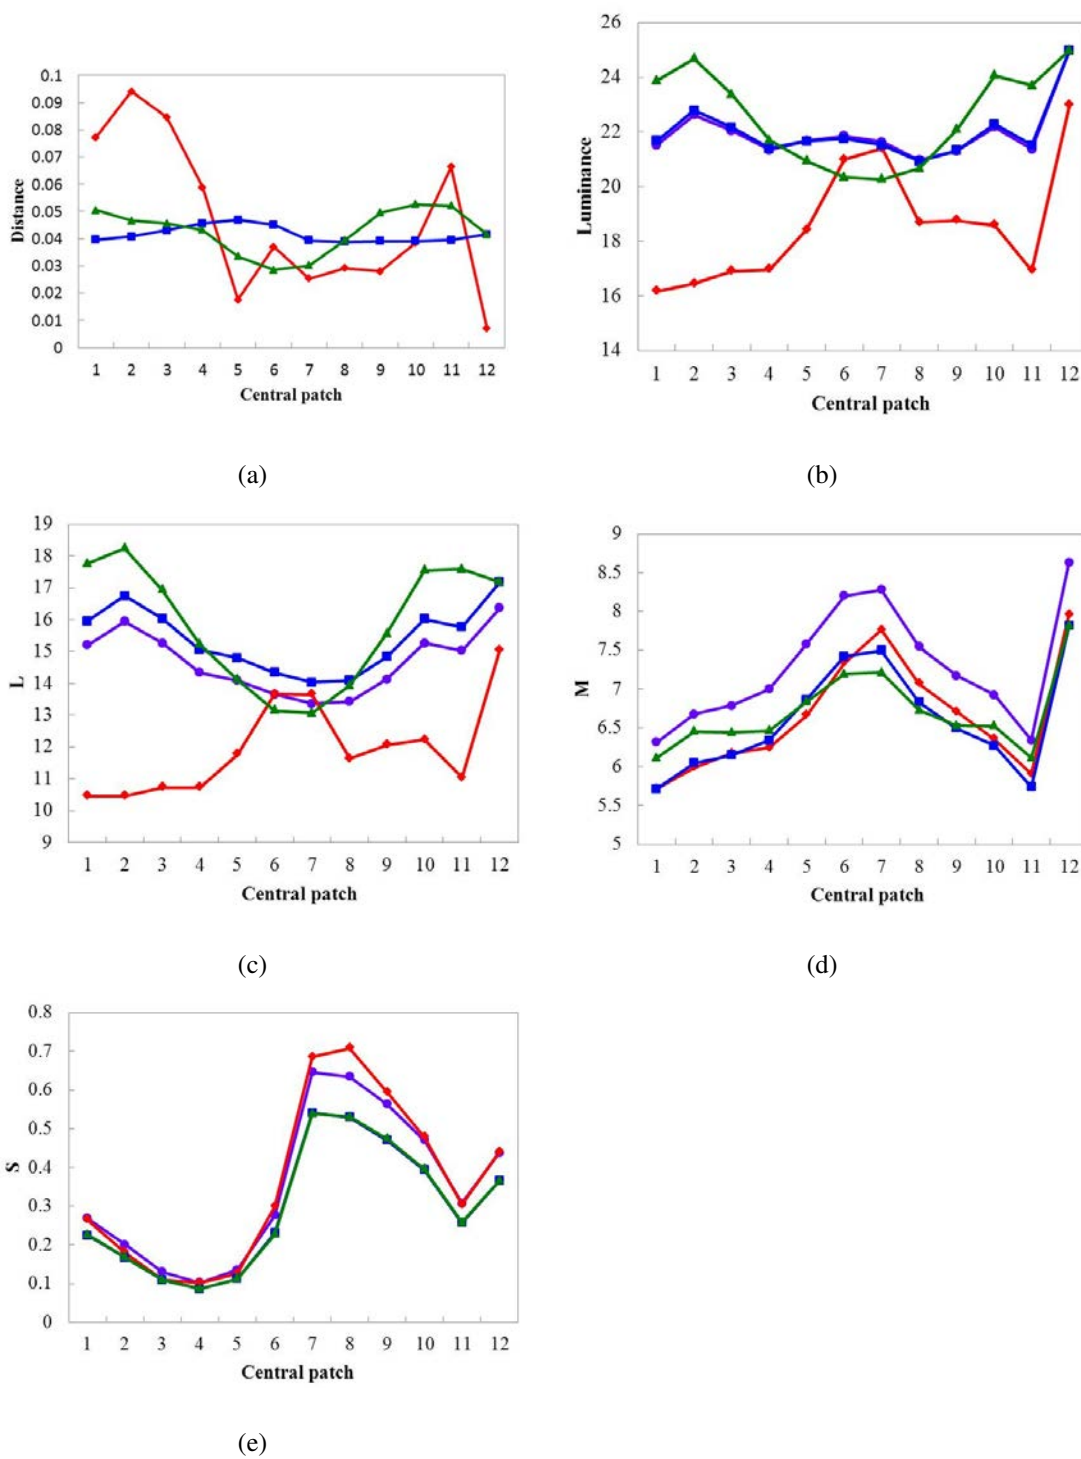 0.1
0.09
0.08
0.07
0.06
0.05
0.04
0.03
0.02
0.01
0
Distance
1 2 3 4 5 6 7 8 9 10 11 12
Central patch
(a)
26
24
22
20
18
16
14
Luminance
1 2 3 4 5 6 7 8 9 10 11 12
Central patch
(b)
19
18
17
16
15
14
13
12
11
10
9
L
1 2 3 4 5 6 7 8 9 10 11 12
Central patch
(c)
9
8.5
8
7.5
7
6.5
6
5.5
5
M
1 2 3 4 5 6 7 8 9 10 11 12
Central patch
(d)
0.8
0.7
0.6
0.5
0.4
0.3
0.2
0.1
0
S
1 2 3 4 5 6 7 8 9 10 11 12
Central patch
(e)